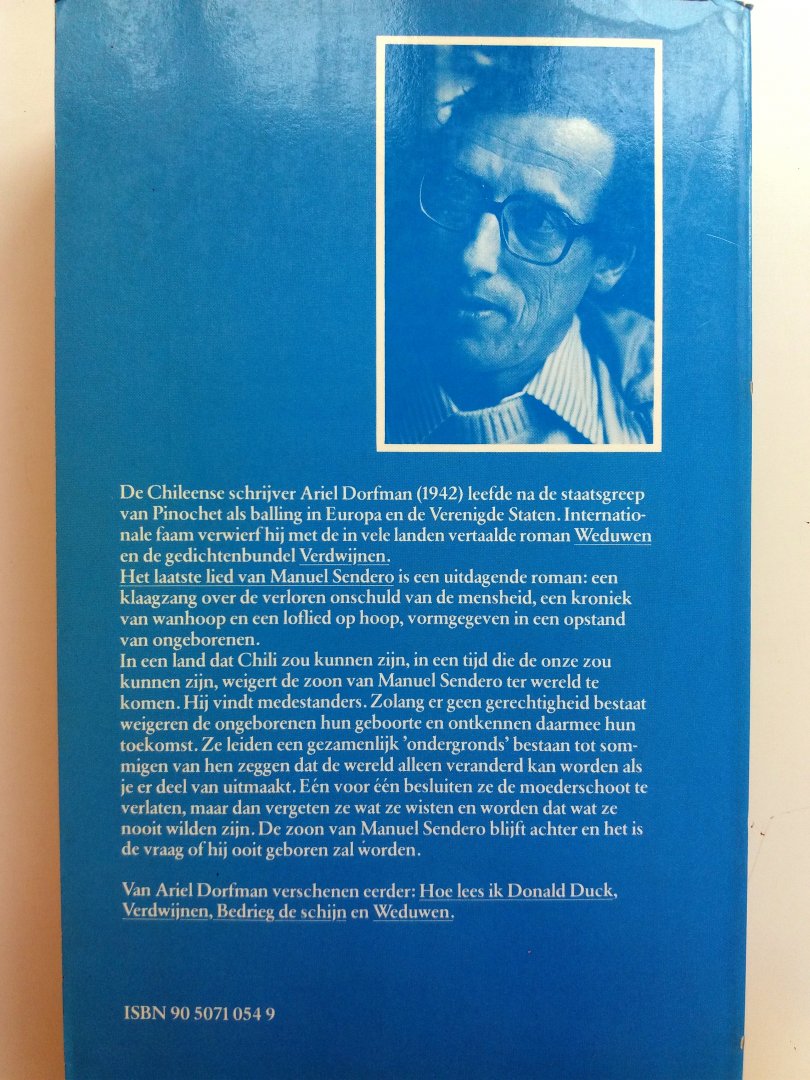 De Chileense schrijver Ariel Dorfman (1942) leefde na de staatsgreep
van Pinochet als balling in Europa en de Verenigde Staten. Internatio-
nale faam verwierf hij met de in vele landen vertaalde roman Weduwen
en de gedichtenbundel Verdwijnen.
Het laatste lied van Manuel Sendero is een uitdagende roman: een
klaagzang over de verloren onschuld van de mensheid, een kroniek
van wanhoop en een loflied op hoop, vormgegeven in een opstand
van ongeborenen.
In een land dat Chili zou kunnen zijn, in een tijd die de onze zou
kunnen zijn, weigert de zoon van Manuel Sendero ter wereld te
komen. Hij vindt medestanders. Zolang er geen gerechtigheid bestaat
weigeren de ongeborenen hun geboorte en ontkennen daarmee hun
toekomst. Ze leiden een gezamenlijk 'ondergronds' bestaan tot som-
migen van hen zeggen dat de wereld alleen veranderd kan worden als
je er deel van uitmaakt. Eén voor één besluiten ze de moederschoot te
verlaten, maar dan vergeten ze wat ze wisten en worden dat wat ze
nooit wilden zijn. De zoon van Manuel Sendero blijft achter en het is
de vraag of hij ooit geboren zal worden.
Van Ariel Dorfman verschenen eerder: Hoe lees ik Donald Duck,
Verdwijnen, Bedrieg de schijn en Weduwen.
ISBN 90 5071 054 9